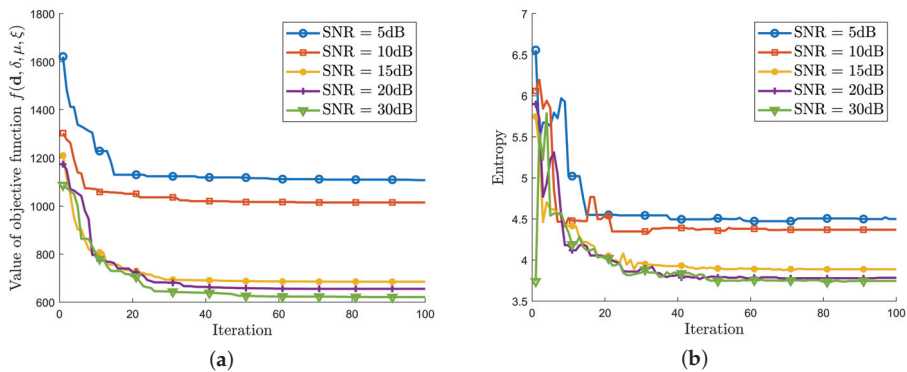 1800
1600
1400
1200
1000
800
600
0
20
40
60
80
100
Value of objective function f(d, δ, μ, ξ)
Iteration
SNR = 5dB
SNR = 10dB
SNR = 15dB
SNR = 20dB
SNR = 30dB
(a)
7
6.5
6
5.5
5
4.5
4
3.5
0
20
40
60
80
100
Entropy
Iteration
SNR = 5dB
SNR = 10dB
SNR = 15dB
SNR = 20dB
SNR = 30dB
(b)